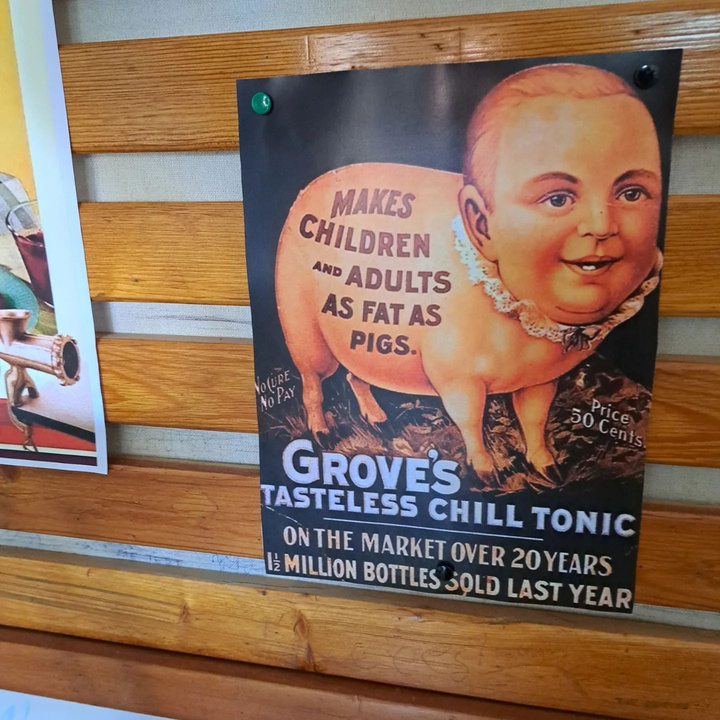 MAKES
CHILDREN
AND ADULTS
AS FAT AS
PIGS.
NO CURE
NO PAY
Price
50 Cents.
GROVE'S
TASTELESS CHILL TONIC
ON THE MARKET OVER 20 YEARS
1½ MILLION BOTTLES SOLD LAST YEAR